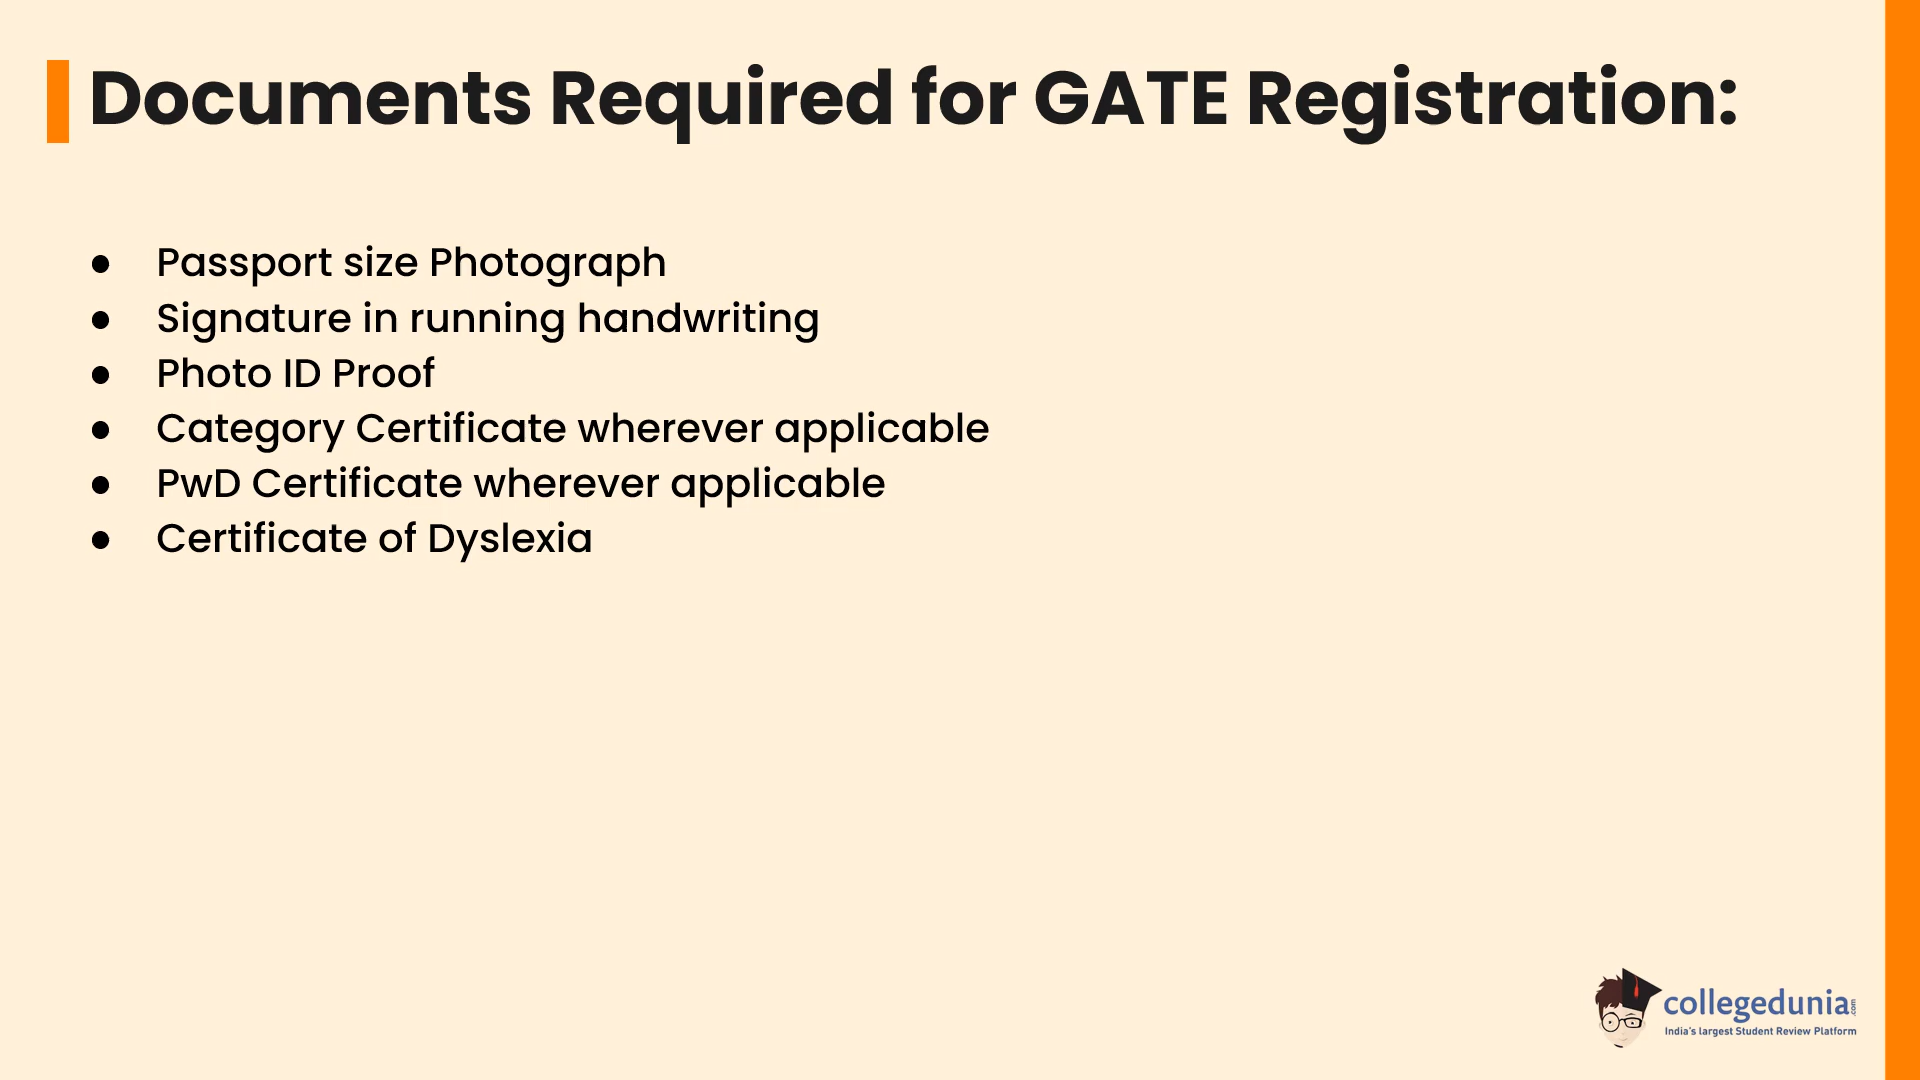 Documents Required for GATE Registration:
● Passport size Photograph
● Signature in running handwriting
● Photo ID Proof
● Category Certificate wherever applicable
● PwD Certificate wherever applicable
● Certificate of Dyslexia
collegedunia.com
India's largest Student Review Platform